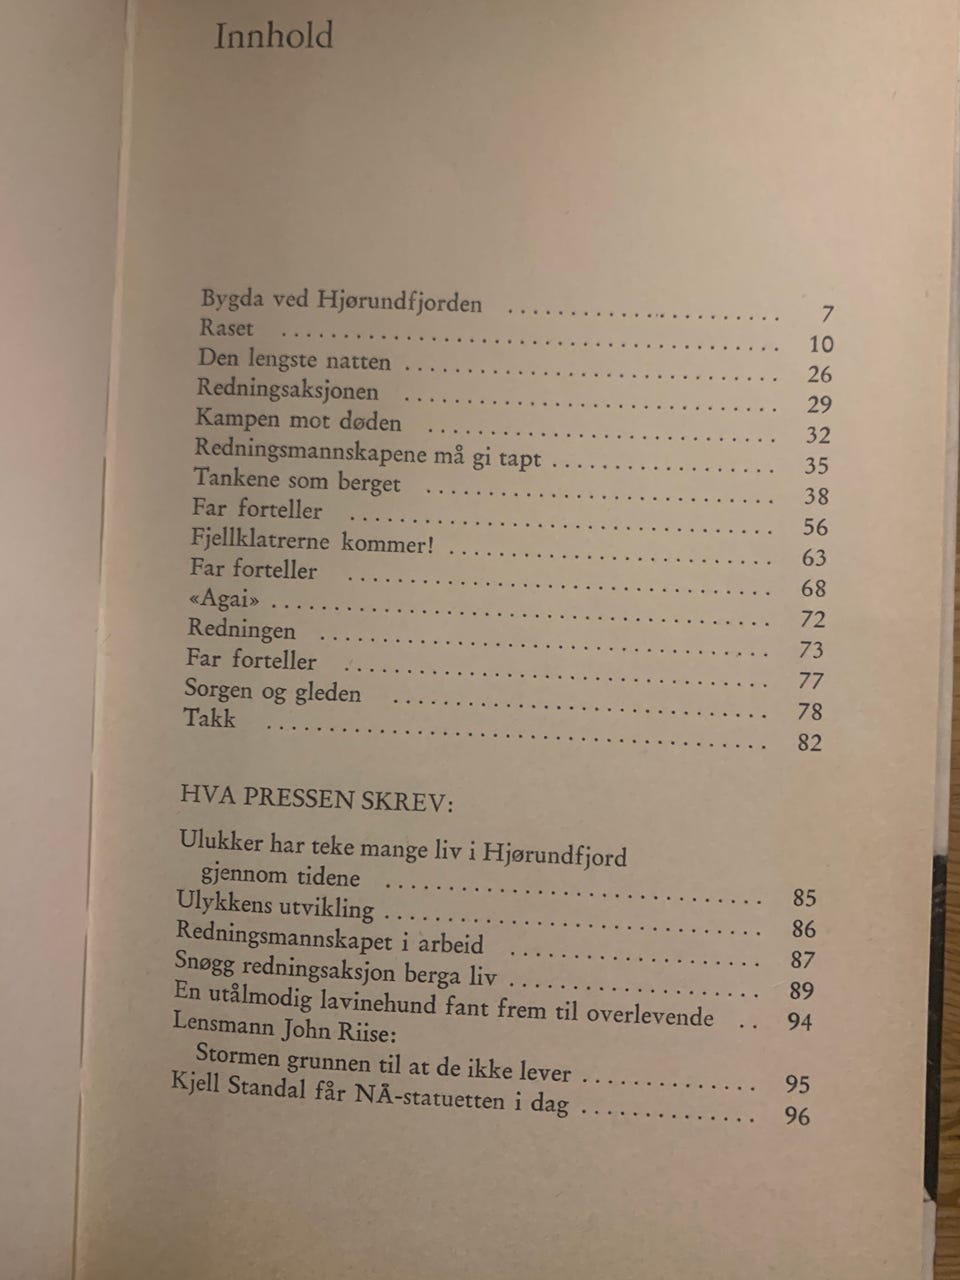 Innhold
Bygda ved Hjørundfjorden ...................... 7
Raset ........................................ 10
Den lengste natten .............................. 26
Redningsaksjonen .............................. 29
Kampen mot døden ............................ 32
Redningsmannskapene må gi tapt .................. 35
Tankene som berget ............................ 38
Far forteller .................................. 56
Fjellklatrerne kommer! .......................... 63
Far forteller .................................. 68
«Agai» ........................................ 72
Redningen .................................... 73
Far forteller .................................. 77
Sorgen og gleden .............................. 78
Takk ........................................ 82
HVA PRESSEN SKREV:
Ulukker har teke mange liv i Hjørundfjord
gjennom tidene .............................. 85
Ulykkens utvikling .............................. 86
Redningsmannskapet i arbeid .................... 87
Snøgg redningsaksjon berga liv .................... 89
En utålmodig lavinehund fant frem til overlevende .. 94
Lensmann John Riise:
Stormen grunnen til at de ikke lever .............. 95
Kjell Standal får NÅ-statuetten i dag .............. 96